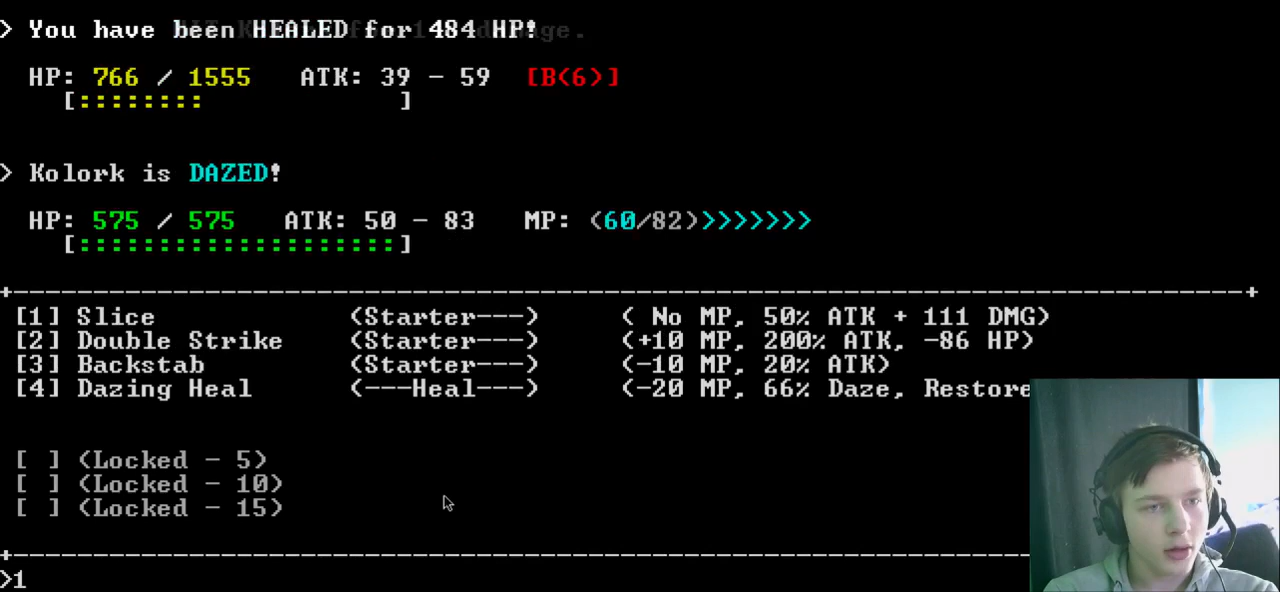 > You have been HEALED for 484 HP!
HP: 766 / 1555 ATK: 39 - 59 [B(6)]
[:::::::: ]
> Kolork is DAZED!
HP: 575 / 575 ATK: 50 - 83 MP: (60/82)>>>>>>>
[::::::::::::::::::::]
[1] Slice (Starter---) ( No MP, 50% ATK + 111 DMG)
[2] Double Strike (Starter---) (+10 MP, 200% ATK, -86 HP)
[3] Backstab (Starter---) (-10 MP, 20% ATK)
[4] Dazing Heal (---Heal---) (-20 MP, 66% Daze, Restore
[ ] (Locked - 5)
[ ] (Locked - 10)
[ ] (Locked - 15)
>1